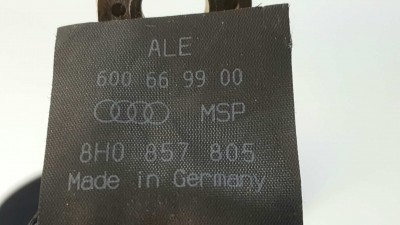 ALE
600 66 99 00
MSP
8H0 857 805
Made in Germany